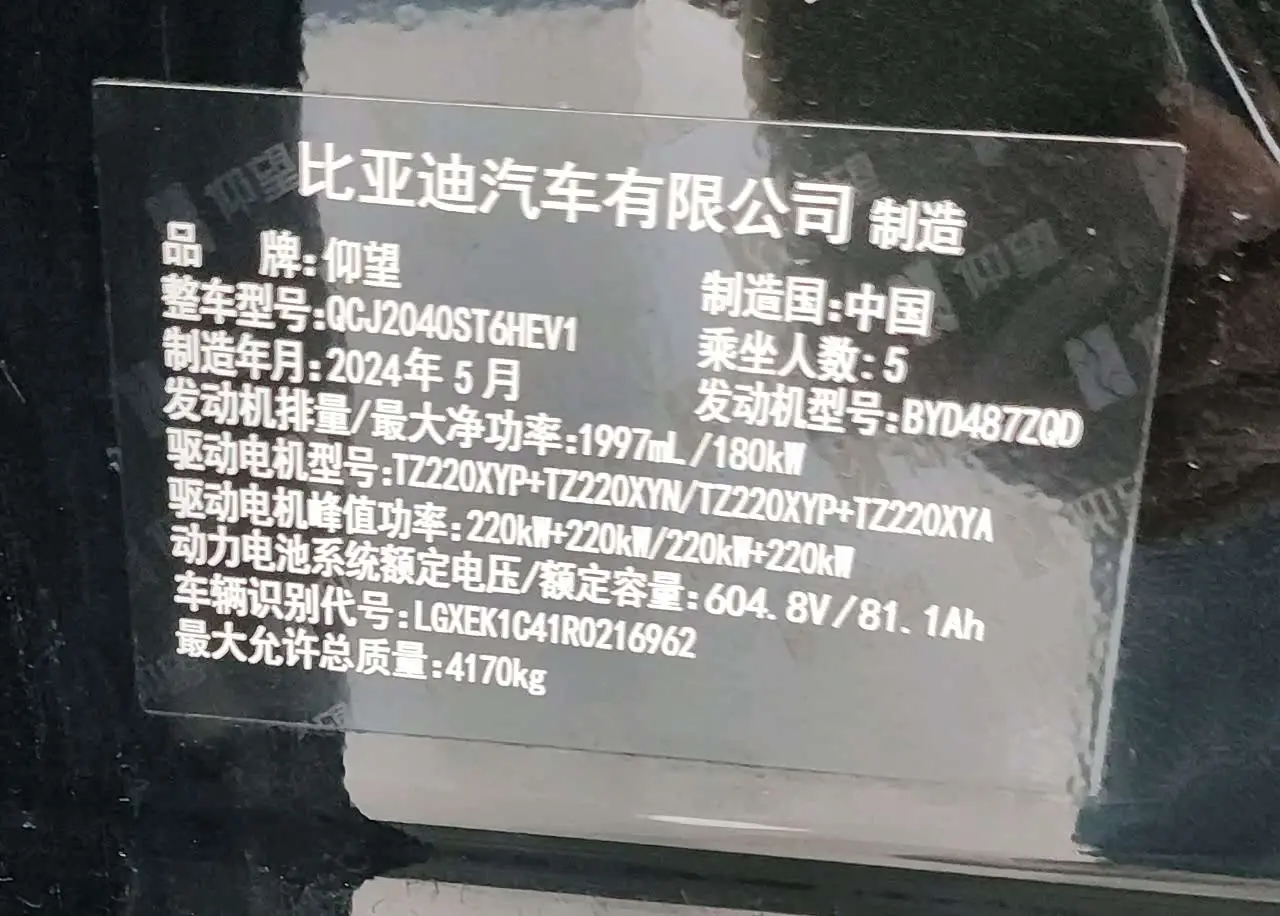 比亚迪汽车有限公司 制造
品 牌:仰望
制造国:中国
整车型号:QCJ2040ST6HEV1
乘坐人数:5
制造年月:2024年5月
发动机型号:BYD487ZQD
发动机排量/最大净功率:1997mL/180kW
驱动电机型号:TZ220XYP+TZ220XYN/TZ220XYP+TZ220XYA
驱动电机峰值功率:220kW+220kW/220kW+220kW
动力电池系统额定电压/额定容量:604.8V/81.1Ah
车辆识别代号:LGXEK1C41R0216962
最大允许总质量:4170kg
仰望
仰望
仰望